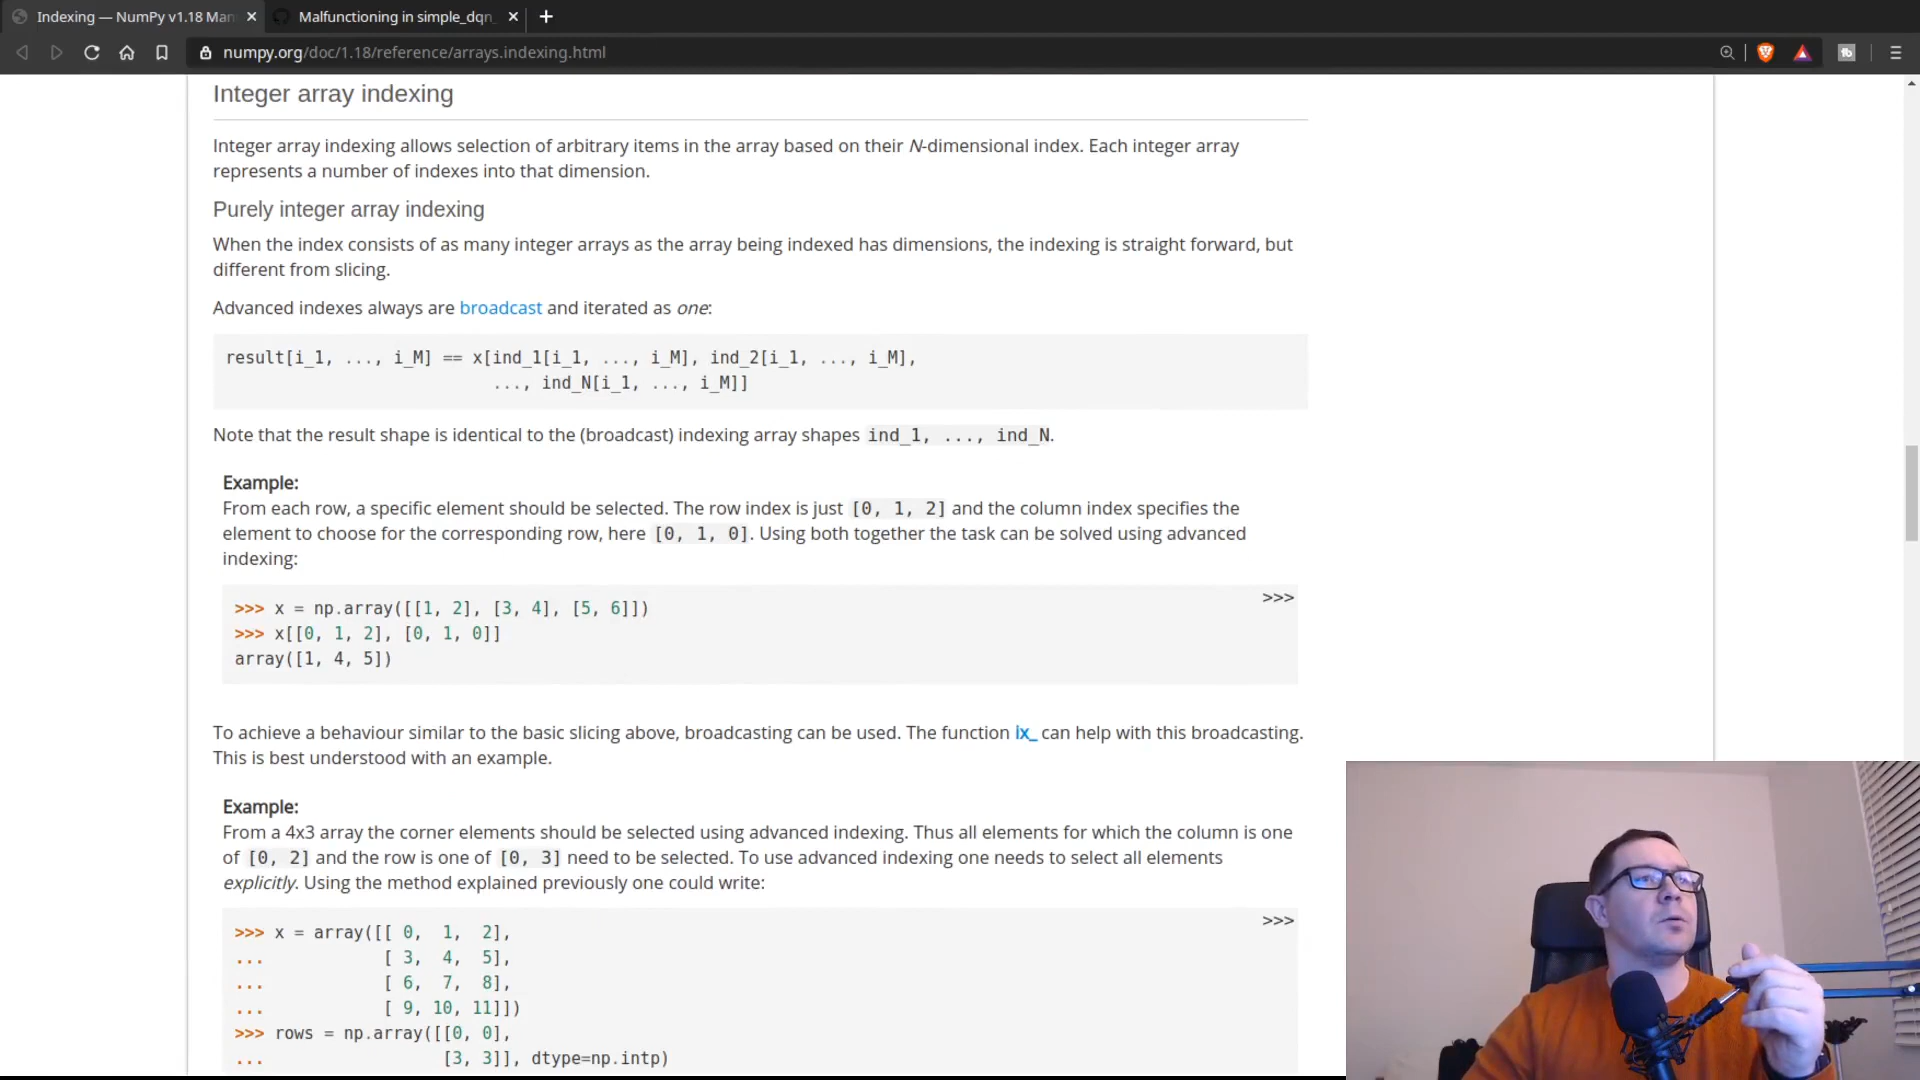 Indexing — NumPy v1.18 Man
Malfunctioning in simple_dqn_
numpy.org/doc/1.18/reference/arrays.indexing.html
Integer array indexing
Integer array indexing allows selection of arbitrary items in the array based on their N-dimensional index. Each integer array
represents a number of indexes into that dimension.
Purely integer array indexing
When the index consists of as many integer arrays as the array being indexed has dimensions, the indexing is straight forward, but
different from slicing.
Advanced indexes always are broadcast and iterated as one:
result[i_1, ..., i_M] == x[ind_1[i_1, ..., i_M], ind_2[i_1, ..., i_M],
..., ind_N[i_1, ..., i_M]]
Note that the result shape is identical to the (broadcast) indexing array shapes ind_1, ..., ind_N.
Example:
From each row, a specific element should be selected. The row index is just [0, 1, 2] and the column index specifies the
element to choose for the corresponding row, here [0, 1, 0]. Using both together the task can be solved using advanced
indexing:
>>>
>>> x = np.array([[1, 2], [3, 4], [5, 6]])
>>> x[[0, 1, 2], [0, 1, 0]]
array([1, 4, 5])
To achieve a behaviour similar to the basic slicing above, broadcasting can be used. The function ix_ can help with this broadcasting.
This is best understood with an example.
Example:
From a 4x3 array the corner elements should be selected using advanced indexing. Thus all elements for which the column is one
of [0, 2] and the row is one of [0, 3] need to be selected. To use advanced indexing one needs to select all elements
explicitly. Using the method explained previously one could write:
>>>
>>> x = array([[ 0, 1, 2],
... [ 3, 4, 5],
... [ 6, 7, 8],
... [ 9, 10, 11]])
>>> rows = np.array([[0, 0],
... [3, 3]], dtype=np.intp)